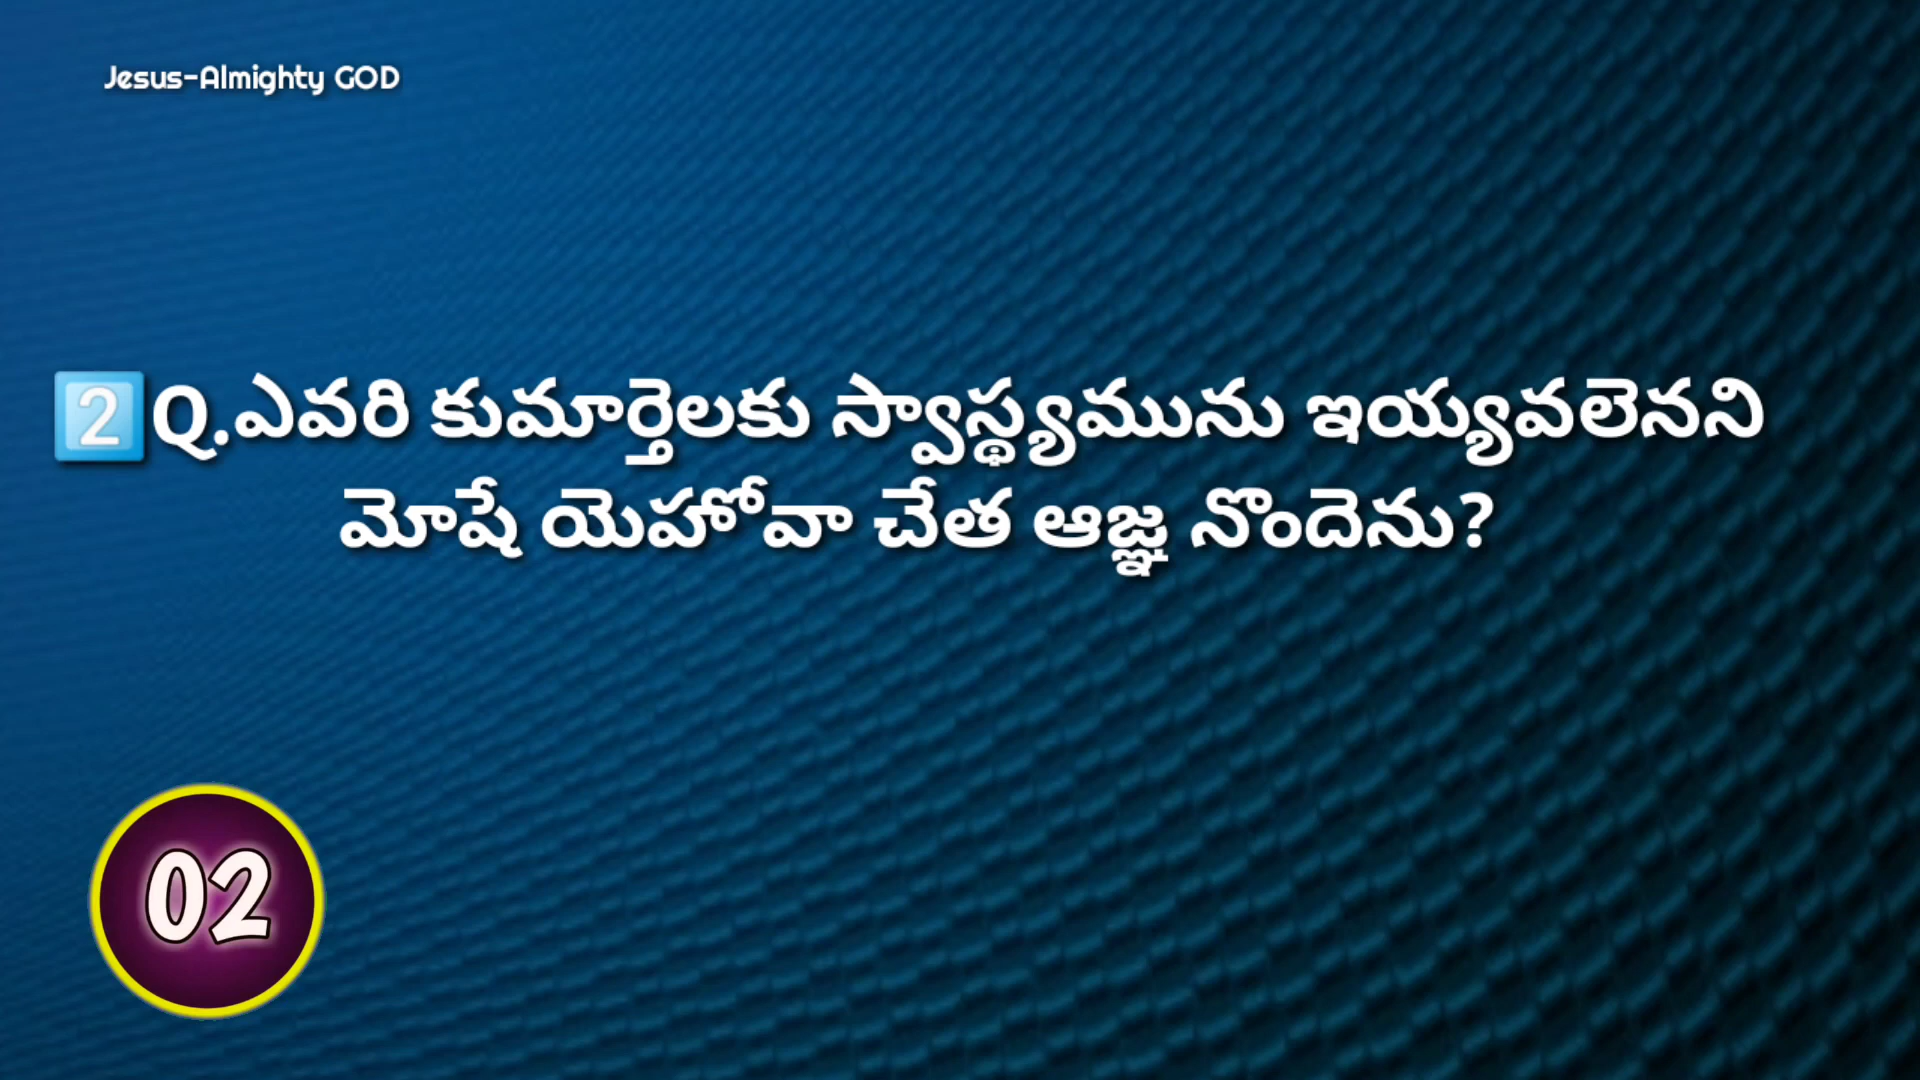 Jesus-Almighty GOD
2️⃣Q.ఎవరి కుమార్తెలకు స్వాస్థ్యమును ఇయ్యవలెనని
మోషే యెహోవా చేత ఆజ్ఞ నొందెను?
02